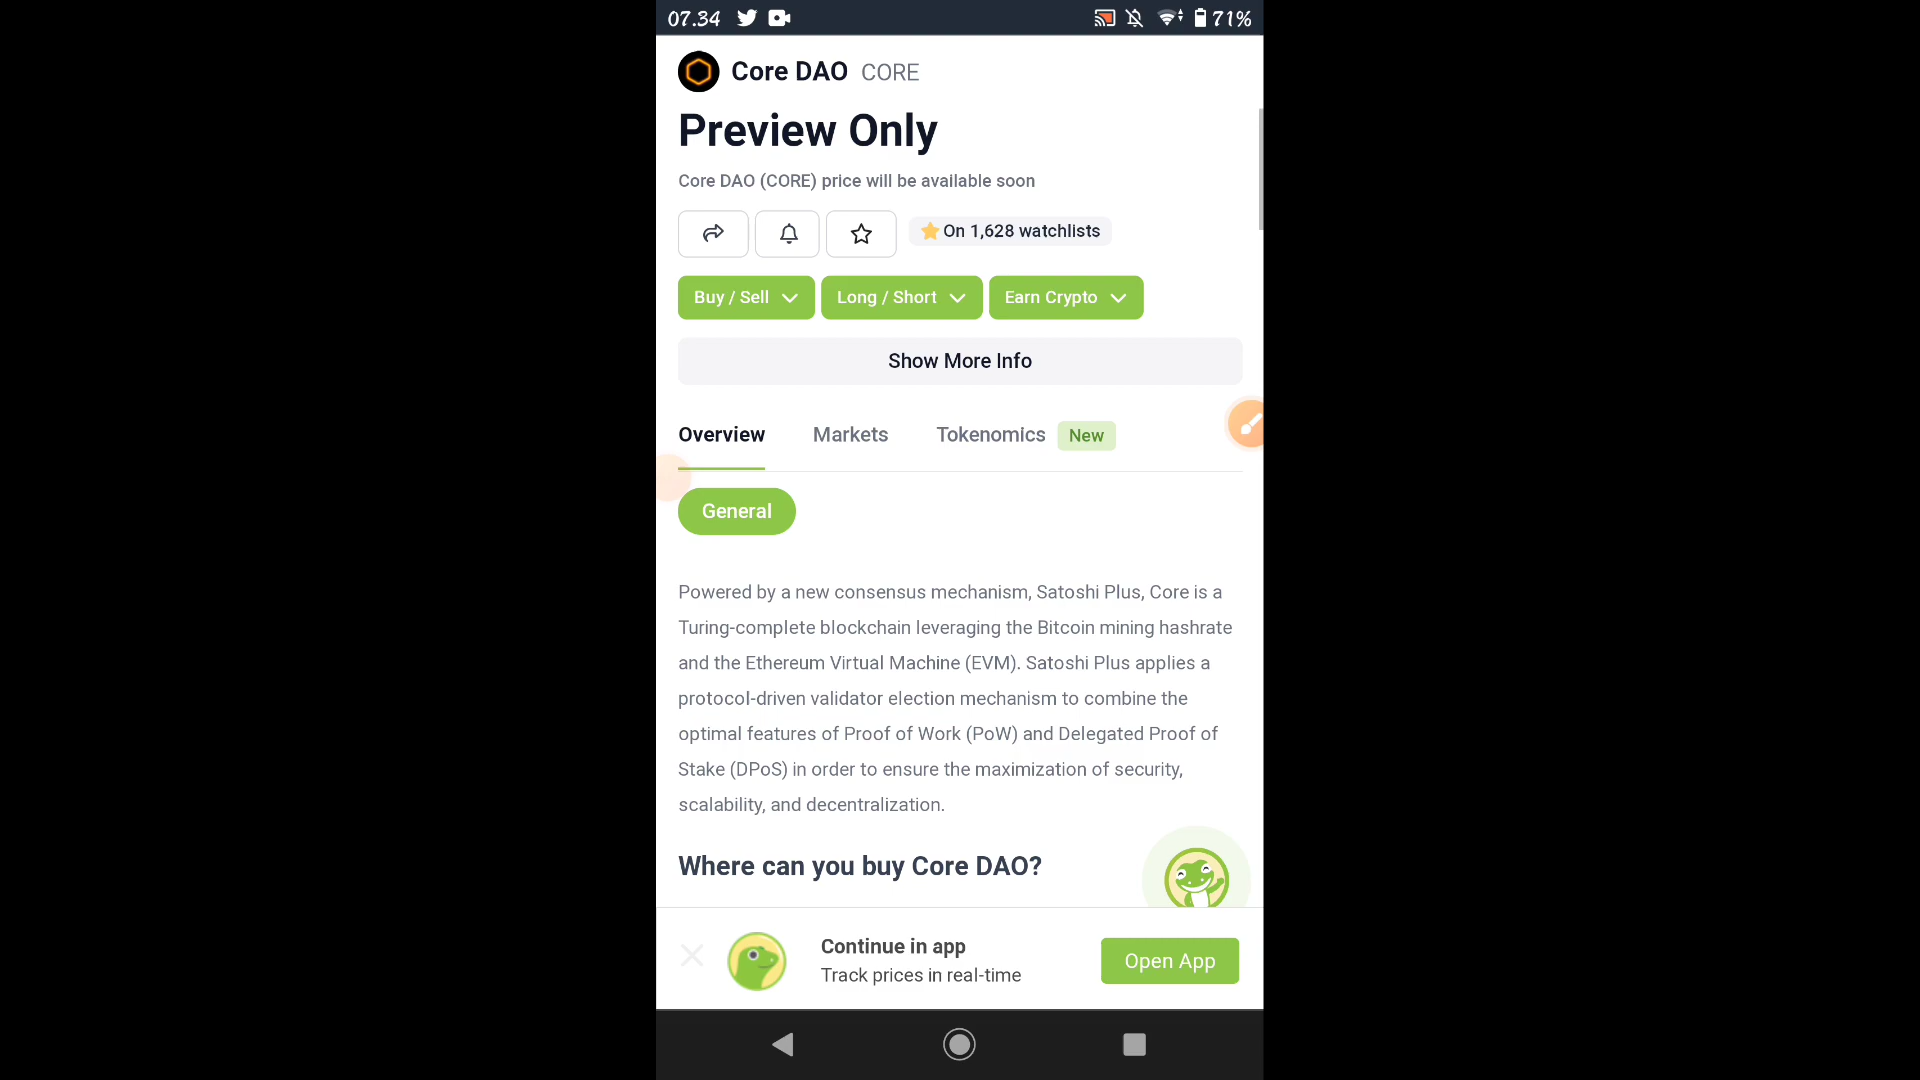 07.34
71%
Core DAO CORE
Preview Only
Core DAO (CORE) price will be available soon
On 1,628 watchlists
Buy / Sell
Long / Short
Earn Crypto
Show More Info
Overview
Markets
Tokenomics
New
General
Powered by a new consensus mechanism, Satoshi Plus, Core is a
Turing-complete blockchain leveraging the Bitcoin mining hashrate
and the Ethereum Virtual Machine (EVM). Satoshi Plus applies a
protocol-driven validator election mechanism to combine the
optimal features of Proof of Work (PoW) and Delegated Proof of
Stake (DPoS) in order to ensure the maximization of security,
scalability, and decentralization.
Where can you buy Core DAO?
Continue in app
Track prices in real-time
Open App